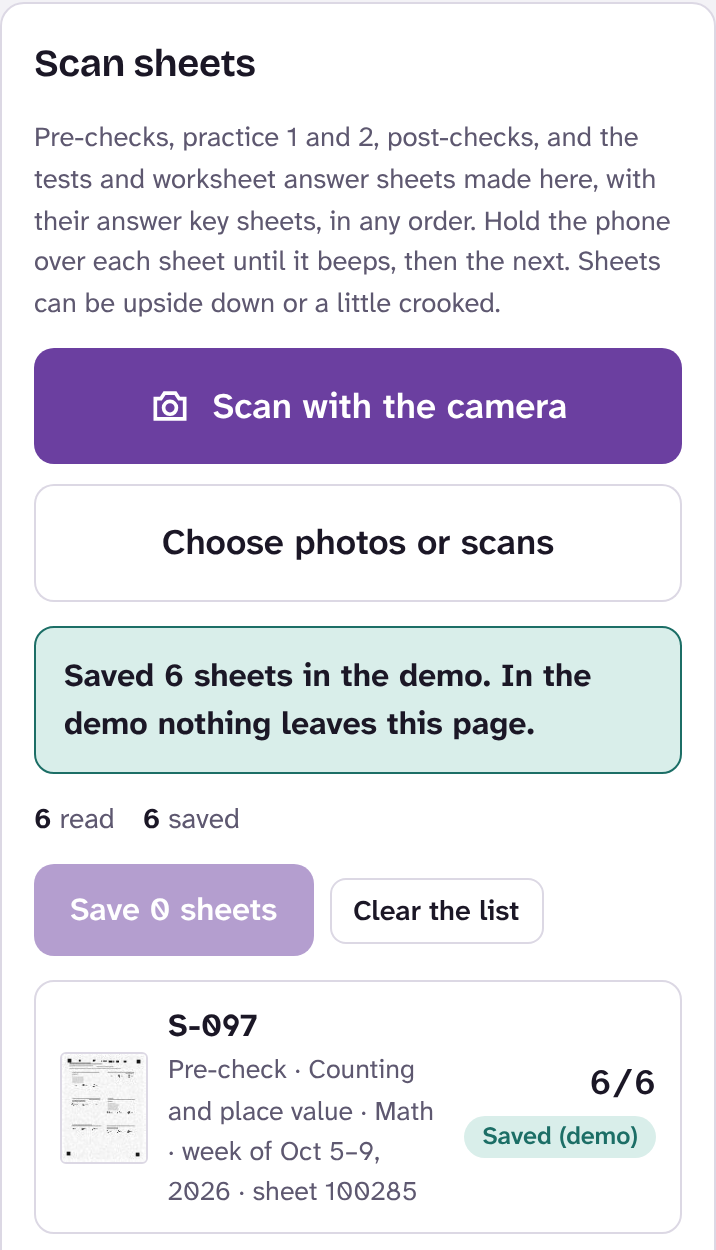 Scan sheets
Pre-checks, practice 1 and 2, post-checks, and the
tests and worksheet answer sheets made here, with
their answer key sheets, in any order. Hold the phone
over each sheet until it beeps, then the next. Sheets
can be upside down or a little crooked.
Scan with the camera
Choose photos or scans
Saved 6 sheets in the demo. In the
demo nothing leaves this page.
6 read 6 saved
Save 0 sheets
Clear the list
S-097
Pre-check · Counting
and place value · Math
· week of Oct 5–9,
2026 · sheet 100285
6/6
Saved (demo)